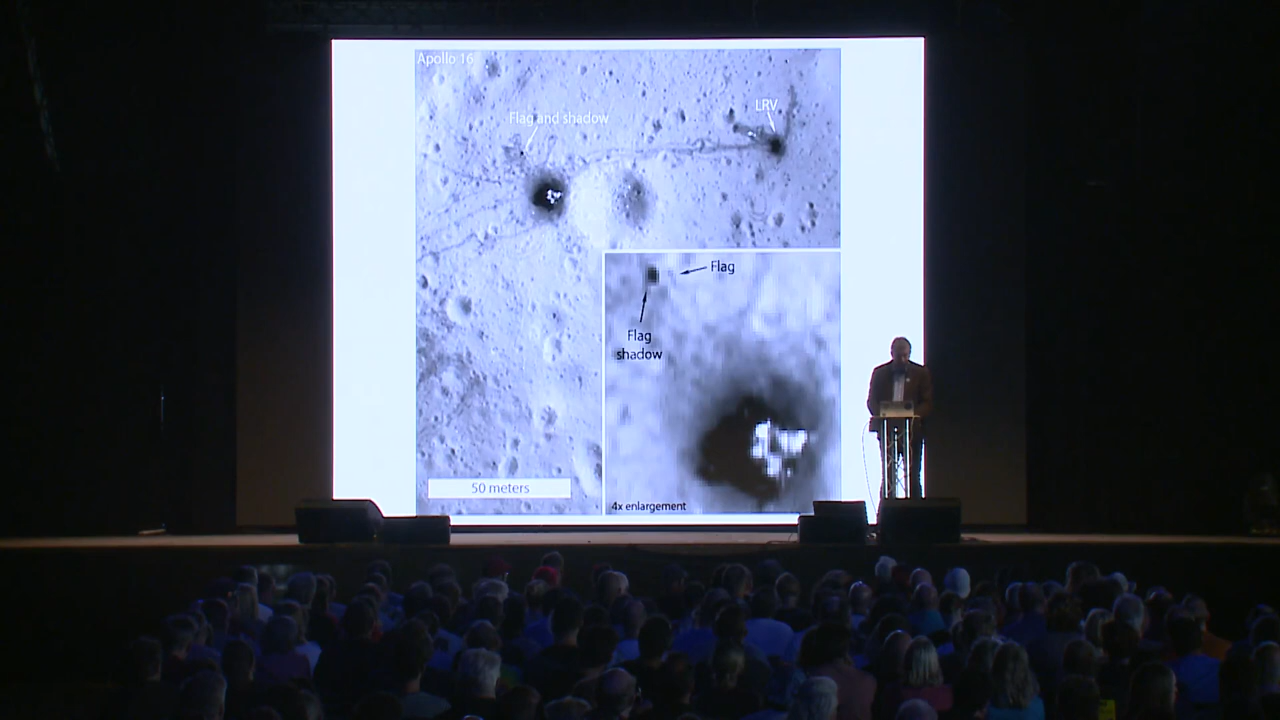 Apollo 16
LRV
Flag and shadow
Flag
Flag
shadow
50 meters
4x enlargement